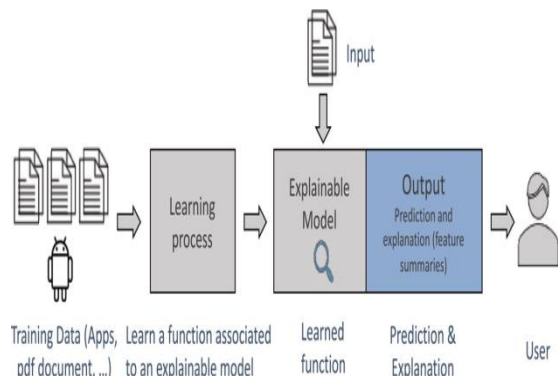 Input
Learning
process
Explainable
Model
Output
Prediction and
explanation (feature
summaries)
Training Data (Apps,
pdf document, ...)
Learn a function associated
to an explainable model
Learned
function
Prediction &
Explanation
User